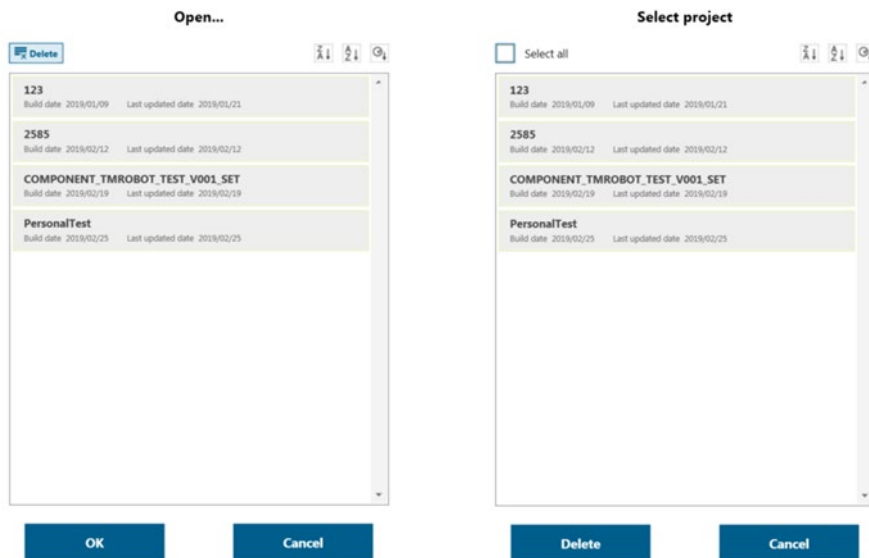 Open...
Delete
123
Build date 2019/01/09 Last updated date 2019/01/21
2585
Build date 2019/02/12 Last updated date 2019/02/12
COMPONENT_TMROBOT_TEST_V001_SET
Build date 2019/02/19 Last updated date 2019/02/19
PersonalTest
Build date 2019/02/25 Last updated date 2019/02/25
OK Cancel
Select project
Select all
123
Build date 2019/01/09 Last updated date 2019/01/21
2585
Build date 2019/02/12 Last updated date 2019/02/12
COMPONENT_TMROBOT_TEST_V001_SET
Build date 2019/02/19 Last updated date 2019/02/19
PersonalTest
Build date 2019/02/25 Last updated date 2019/02/25
Delete Cancel